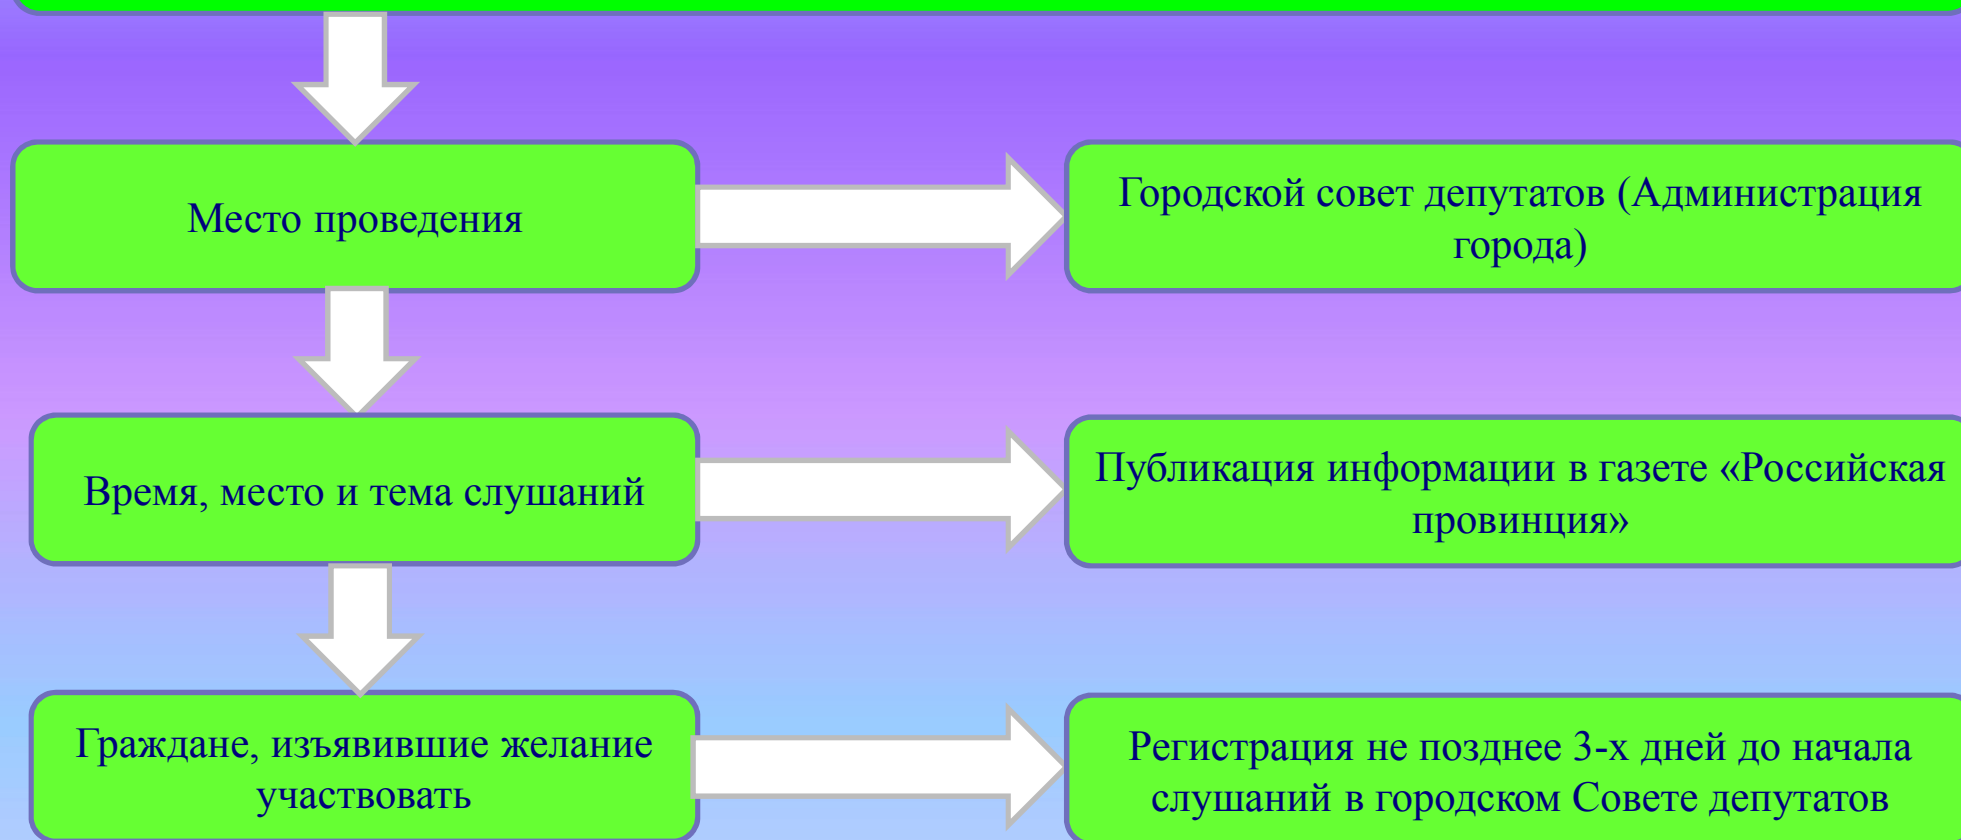 Место проведения
Городской совет депутатов (Администрация
города)
Время, место и тема слушаний
Публикация информации в газете «Российская
провинция»
Граждане, изъявившие желание
участвовать
Регистрация не позднее 3-х дней до начала
слушаний в городском Совете депутатов